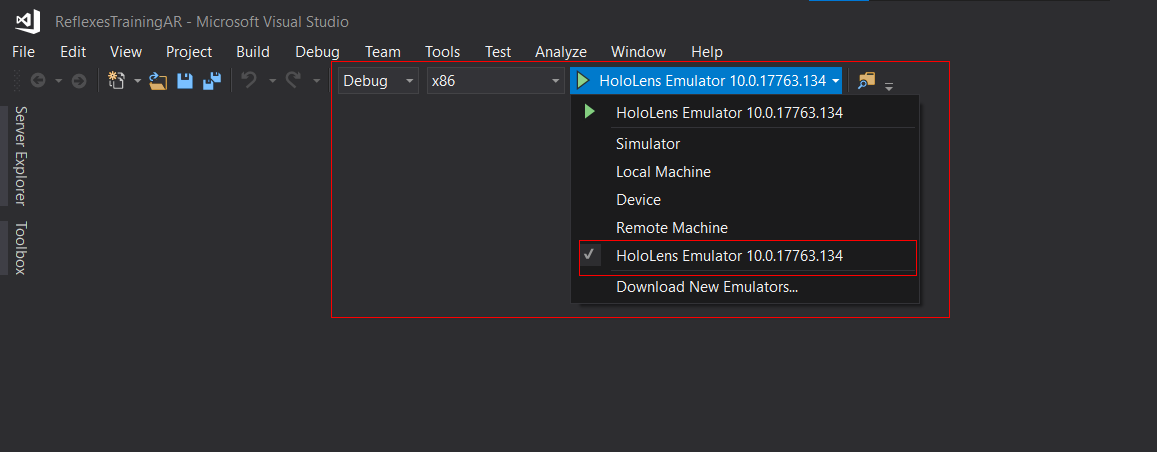 ReflexesTrainingAR - Microsoft Visual Studio
File Edit View Project Build Debug Team Tools Test Analyze Window Help
Debug x86 HoloLens Emulator 10.0.17763.134
HoloLens Emulator 10.0.17763.134
Simulator
Local Machine
Device
Remote Machine
HoloLens Emulator 10.0.17763.134
Download New Emulators...
Server Explorer
Toolbox